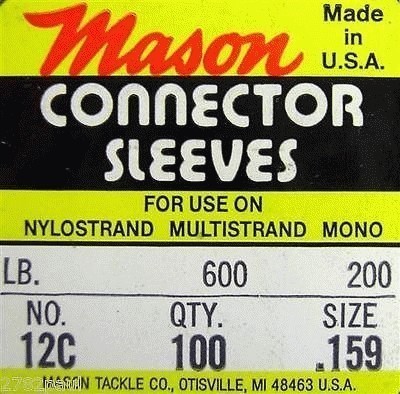 Mason
Made
in
U.S.A.
CONNECTOR
SLEEVES
FOR USE ON
NYLOSTRAND MULTISTRAND MONO
LB. 600 200
NO. QTY. SIZE
12C 100 .159
MASON TACKLE CO., OTISVILLE, MI 48463 U.S.A.